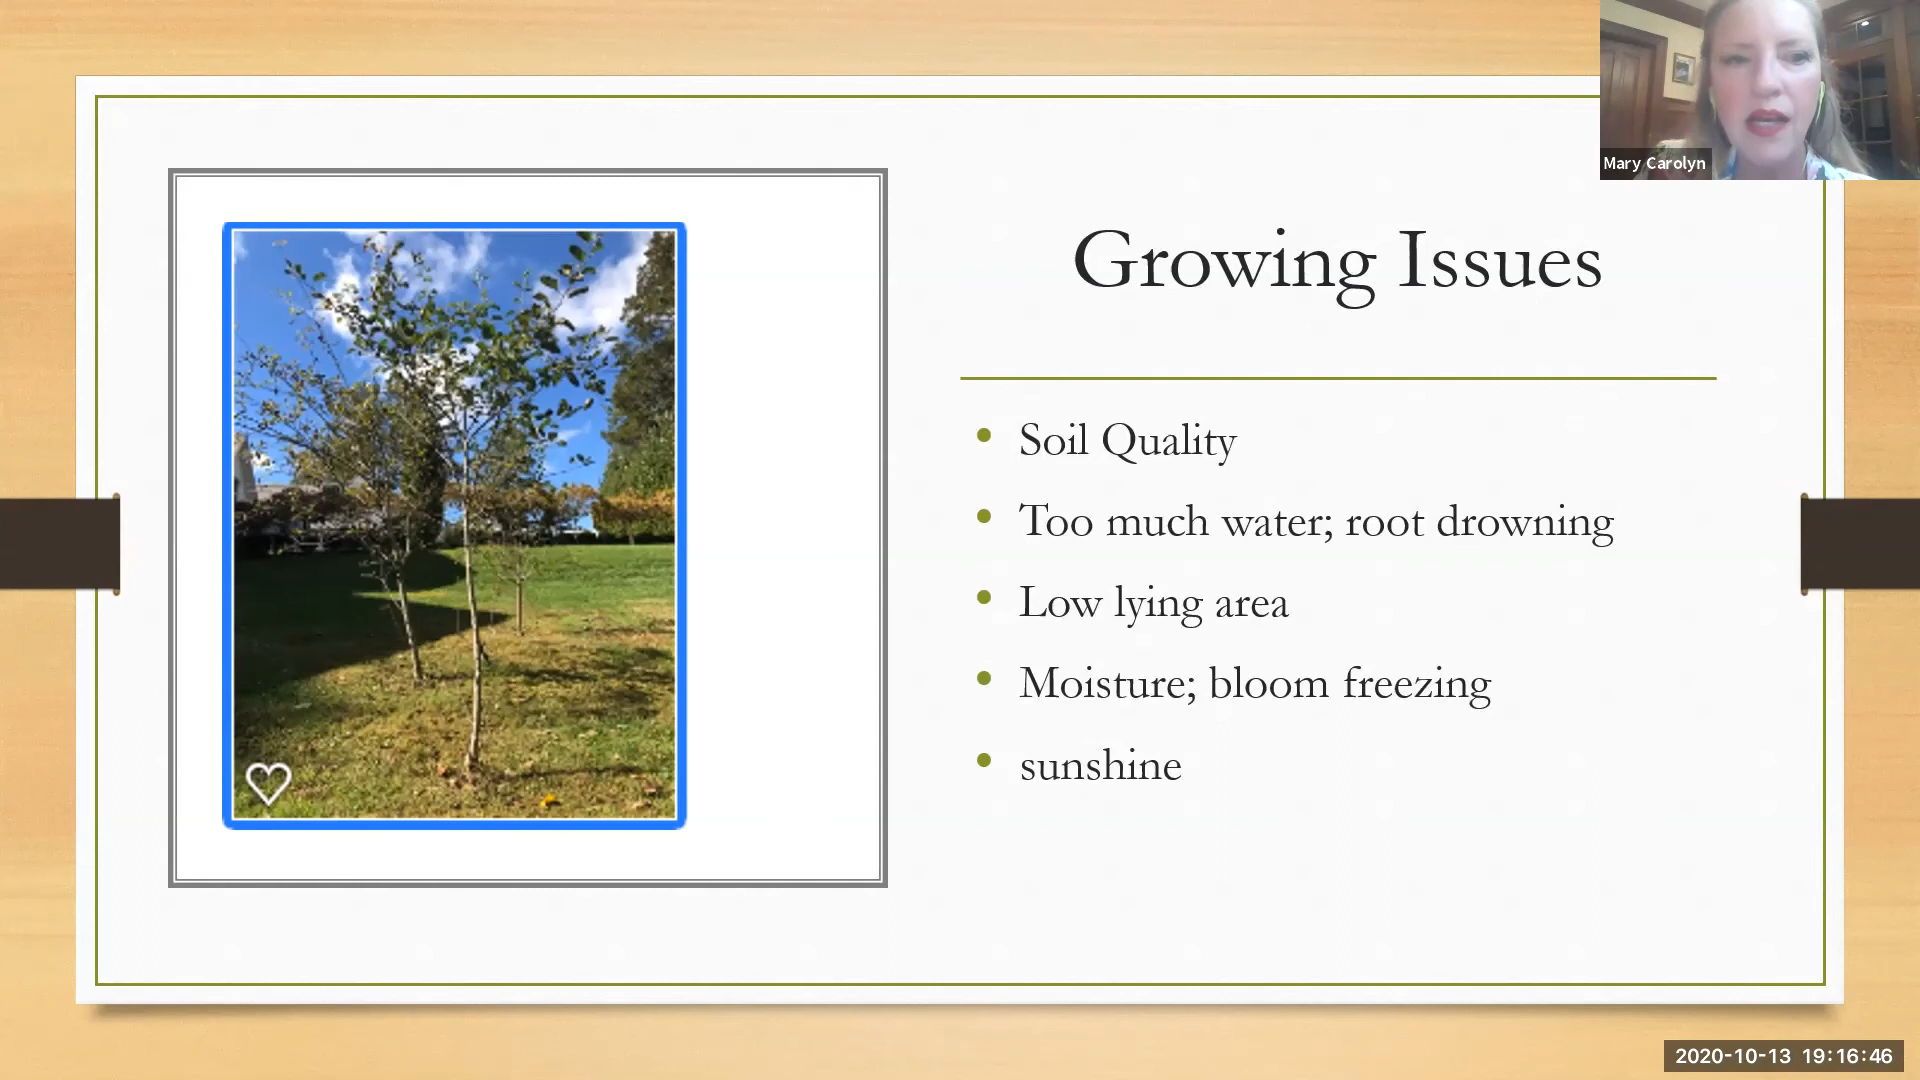 Mary Carolyn
Growing Issues
Soil Quality
Too much water; root drowning
Low lying area
Moisture; bloom freezing
sunshine
2020-10-13 19:16:46